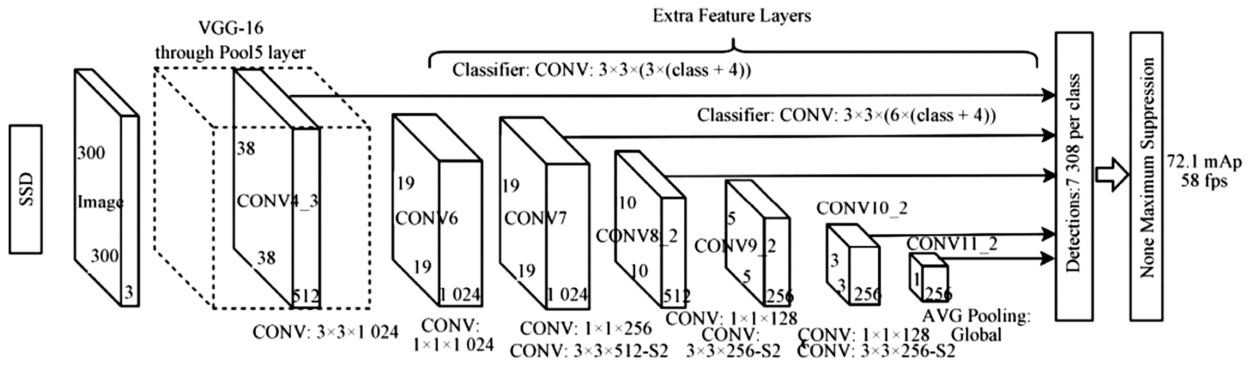 Extra Feature Layers
VGG-16
through Pool5 layer
Classifier: CONV: 3×3×(3×(class + 4))
Classifier: CONV: 3×3×(6×(class + 4))
SSD
300
Image
300
3
38
CONV4_3
38
512
19
CONV6
19
1 024
19
CONV7
19
1 024
10
CONV8_2
10
512
5
CONV9_2
5
256
CONV10_2
3
3
256
CONV11_2
1
256
Detections:7 308 per class
None Maximum Suppression
72.1 mAp
58 fps
CONV: 3×3×1 024
CONV:
1×1×1 024
CONV: 1×1×256
CONV: 3×3×512-S2
CONV: 1×1×128
CONV:
3×3×256-S2
CONV: 1×1×128
CONV: 3×3×256-S2
AVG Pooling:
Global